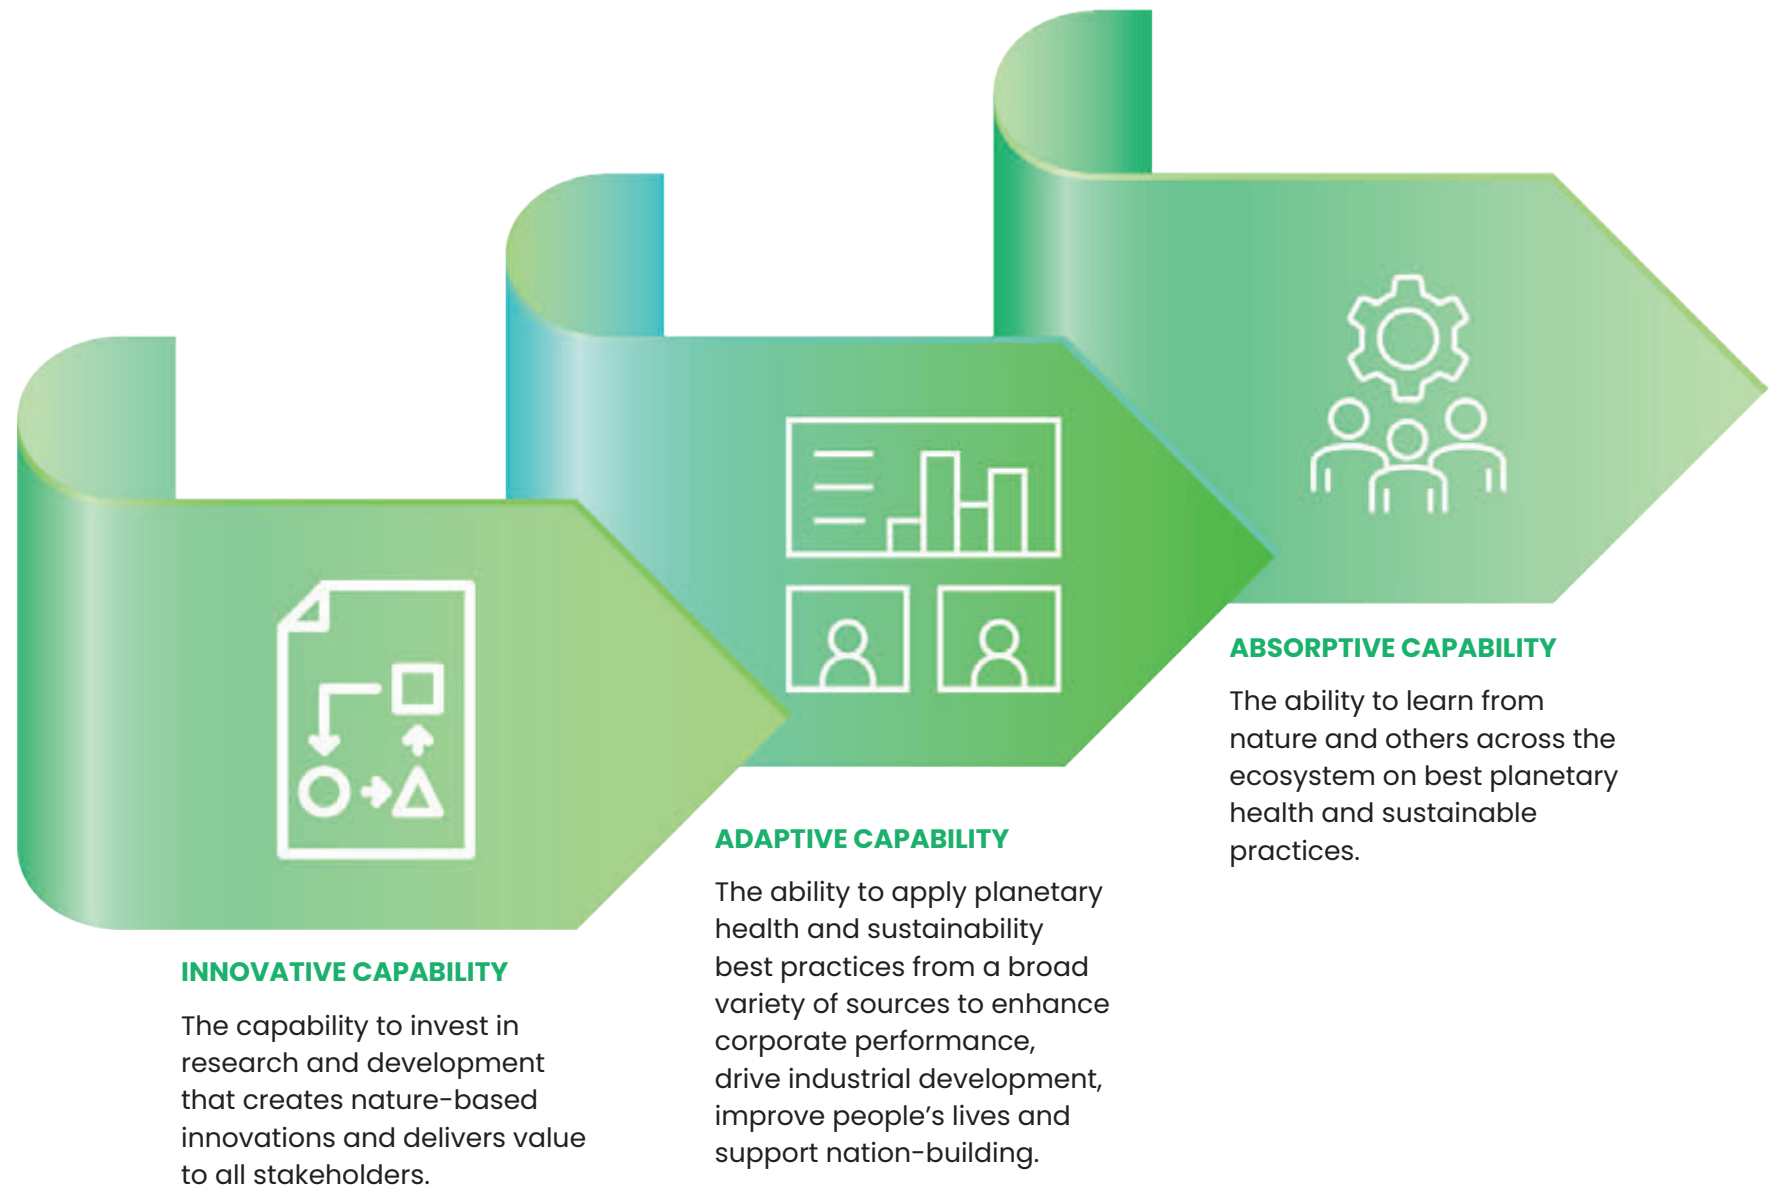 INNOVATIVE CAPABILITY
The capability to invest in
research and development
that creates nature-based
innovations and delivers value
to all stakeholders.
ADAPTIVE CAPABILITY
The ability to apply planetary
health and sustainability
best practices from a broad
variety of sources to enhance
corporate performance,
drive industrial development,
improve people’s lives and
support nation-building.
ABSORPTIVE CAPABILITY
The ability to learn from
nature and others across the
ecosystem on best planetary
health and sustainable
practices.